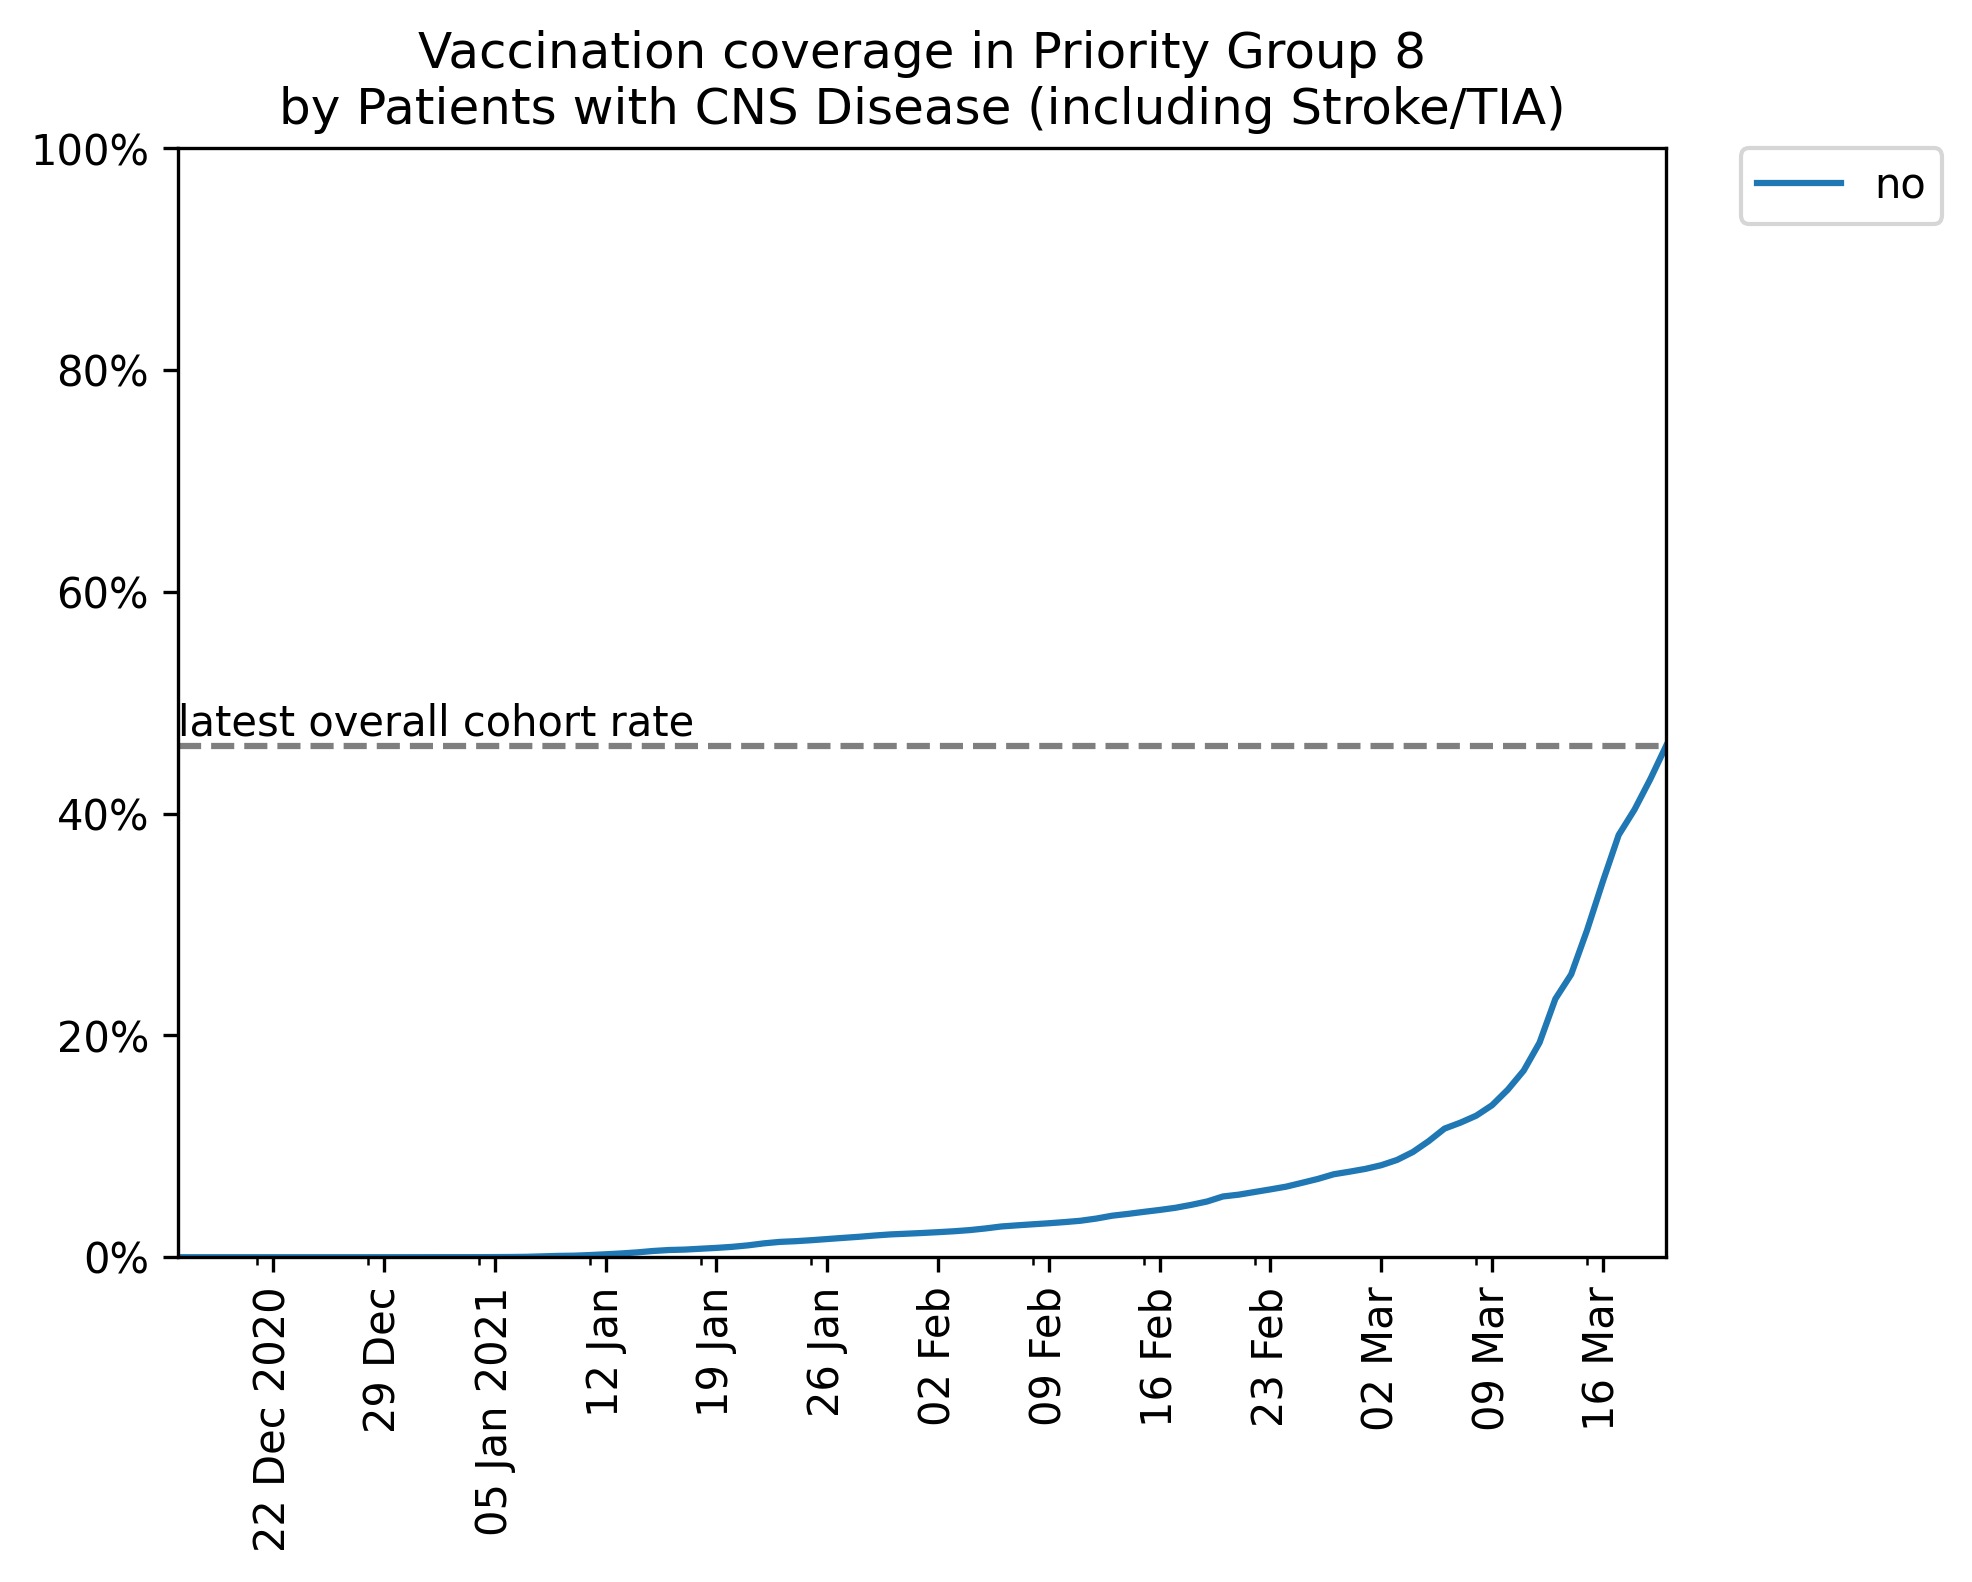 Vaccination coverage in Priority Group 8
by Patients with CNS Disease (including Stroke/TIA)
100%
80%
60%
40%
20%
0%
latest overall cohort rate
no
22 Dec 2020
29 Dec
05 Jan 2021
12 Jan
19 Jan
26 Jan
02 Feb
09 Feb
16 Feb
23 Feb
02 Mar
09 Mar
16 Mar